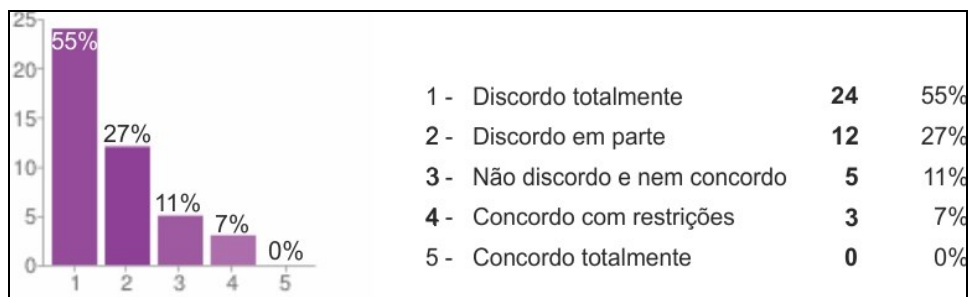 25
55%
20
15
27%
10
11%
5
7%
0%
0
1 2 3 4 5
1 - Discordo totalmente 24 55%
2 - Discordo em parte 12 27%
3 - Não discordo e nem concordo 5 11%
4 - Concordo com restrições 3 7%
5 - Concordo totalmente 0 0%